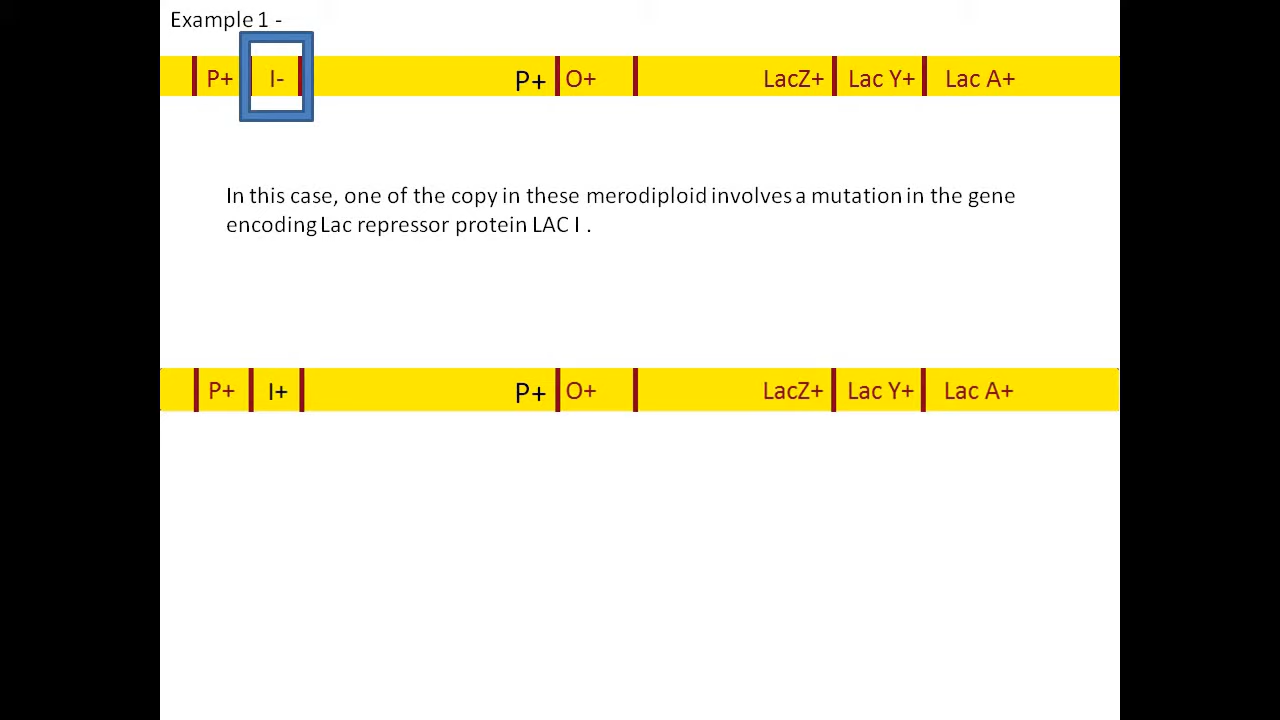 Example 1 -
P+ I- P+ O+ LacZ+ Lac Y+ Lac A+
In this case, one of the copy in these merodiploid involves a mutation in the gene
encoding Lac repressor protein LAC I .
P+ I+ P+ O+ LacZ+ Lac Y+ Lac A+